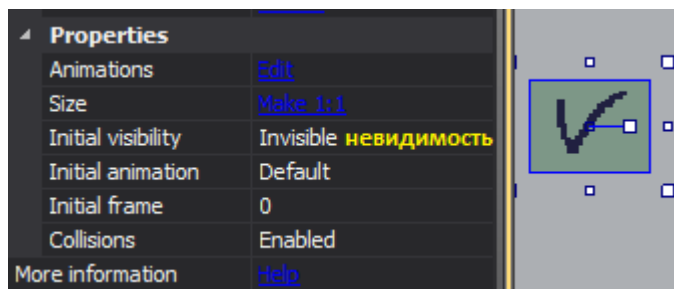 Properties
Animations Edit
Size Make 1:1
Initial visibility Invisible невидимость
Initial animation Default
Initial frame 0
Collisions Enabled
More information Help